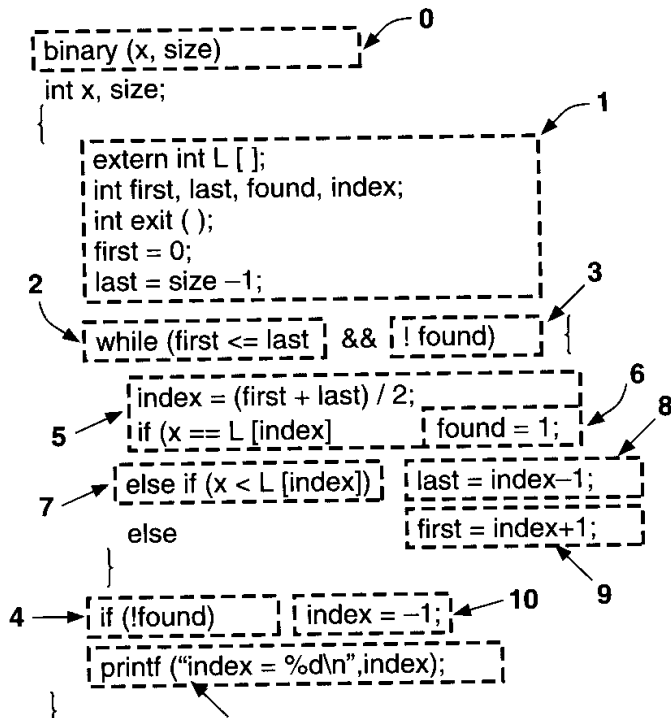 0
binary (x, size)
int x, size;
{
1
extern int L [ ];
int first, last, found, index;
int exit ( );
first = 0;
last = size –1;
2
3
while (first <= last && ! found) {
index = (first + last) / 2;
6
5
if (x == L [index] found = 1;
8
7
else if (x < L [index]) last = index–1;
else first = index+1;
}
9
4
if (!found) index = –1;
10
printf (“index = %d\n”,index);
}